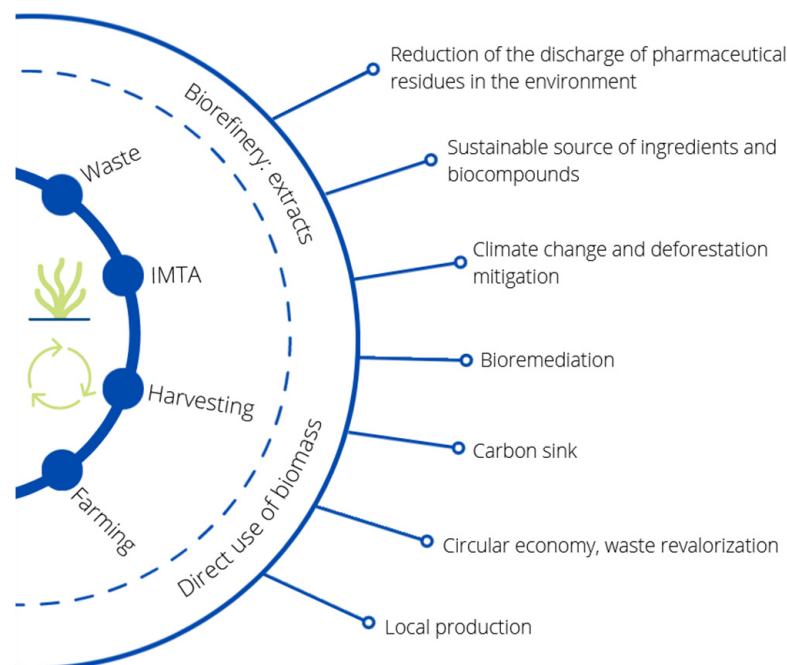 Waste
IMTA
Harvesting
Farming
Biorefinery: extracts
Direct use of biomass
Reduction of the discharge of pharmaceutical
residues in the environment
Sustainable source of ingredients and
biocompounds
Climate change and deforestation
mitigation
Bioremediation
Carbon sink
Circular economy, waste revalorization
Local production